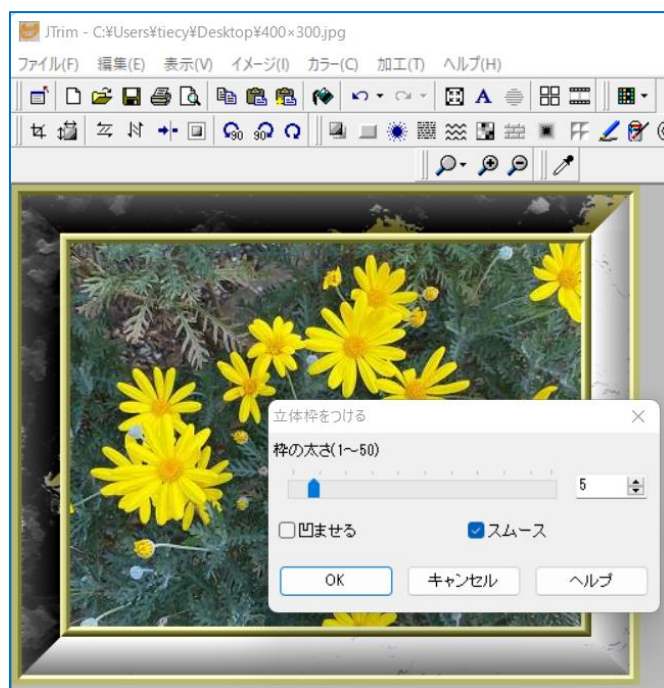 JTrim - C:¥Users¥tiecy¥Desktop¥400×300.jpg
ファイル(F) 編集(E) 表示(V) イメージ(I) カラー(C) 加工(T) ヘルプ(H)
A
90 90
立体枠をつける
枠の太さ(1～50)
5
凹ませる スムース
OK キャンセル ヘルプ